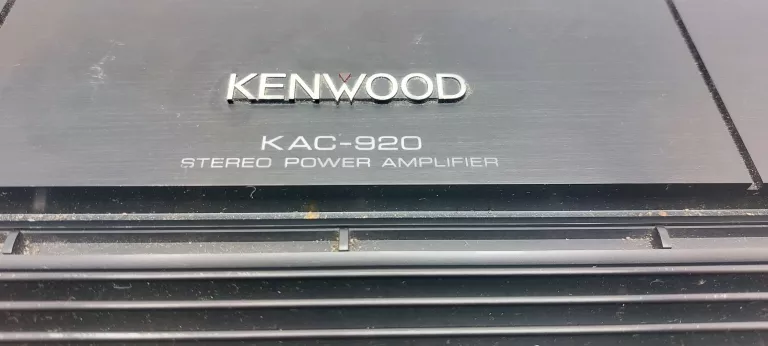 KENWOOD
KAC-920
STEREO POWER AMPLIFIER